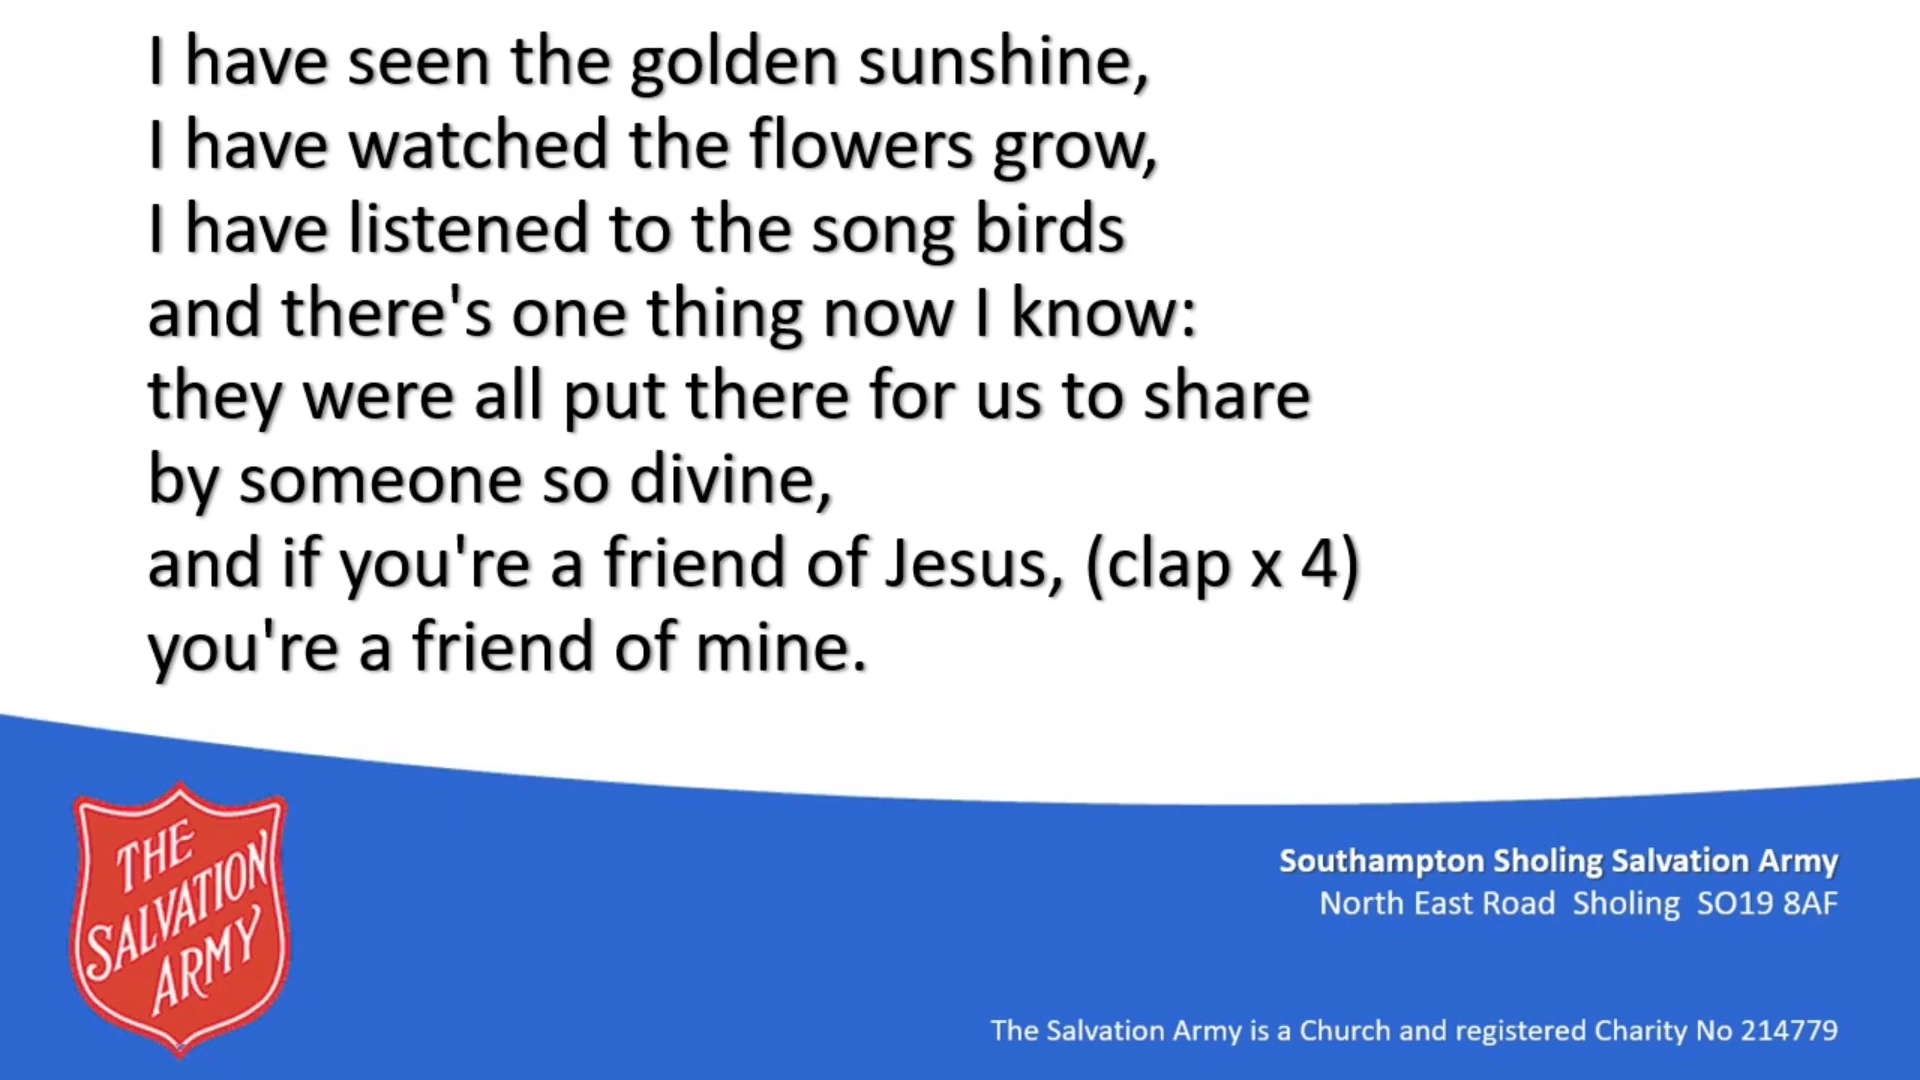 I have seen the golden sunshine,
I have watched the flowers grow,
I have listened to the song birds
and there's one thing now I know:
they were all put there for us to share
by someone so divine,
and if you're a friend of Jesus, (clap x 4)
you're a friend of mine.
THE
SALVATION
ARMY
Southampton Sholing Salvation Army
North East Road  Sholing  SO19 8AF
The Salvation Army is a Church and registered Charity No 214779